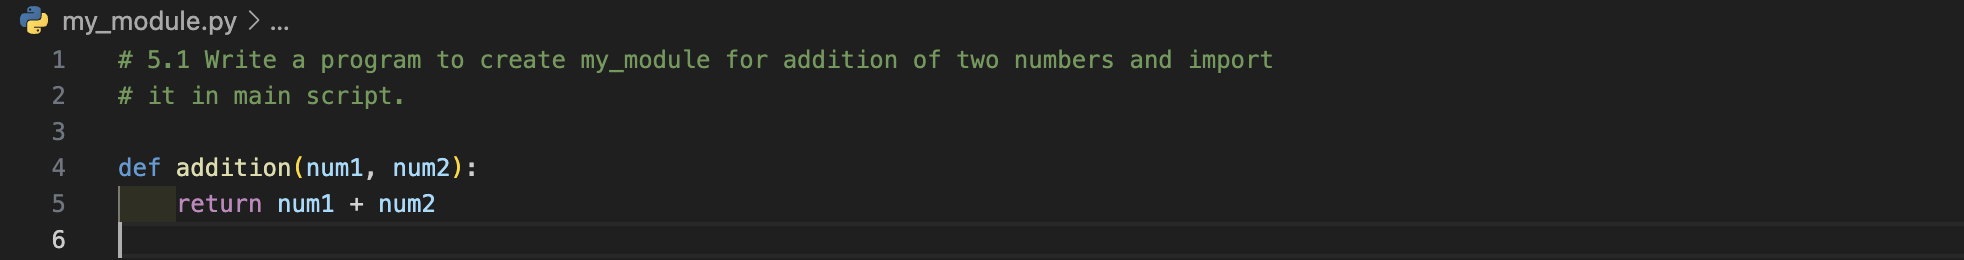 my_module.py > ...
1 # 5.1 Write a program to create my_module for addition of two numbers and import
2 # it in main script.
3
4 def addition(num1, num2):
5     return num1 + num2
6